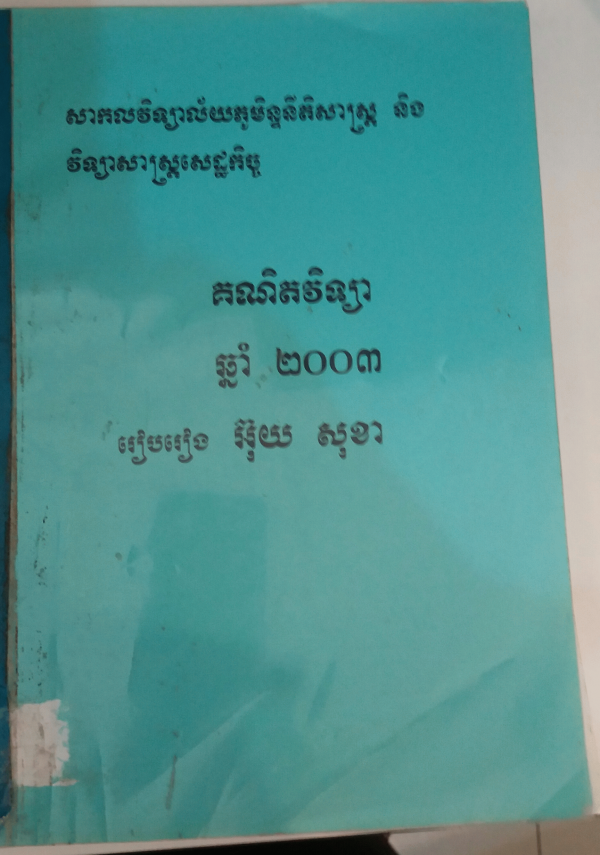 សាកលវិទ្យាល័យភូមិន្ទនីតិសាស្ត្រ និង
វិទ្យាសាស្ត្រសេដ្ឋកិច្ច
គណិតវិទ្យា
ឆ្នាំ ២០០៣
រៀបរៀង អ៊ុយ សុខា